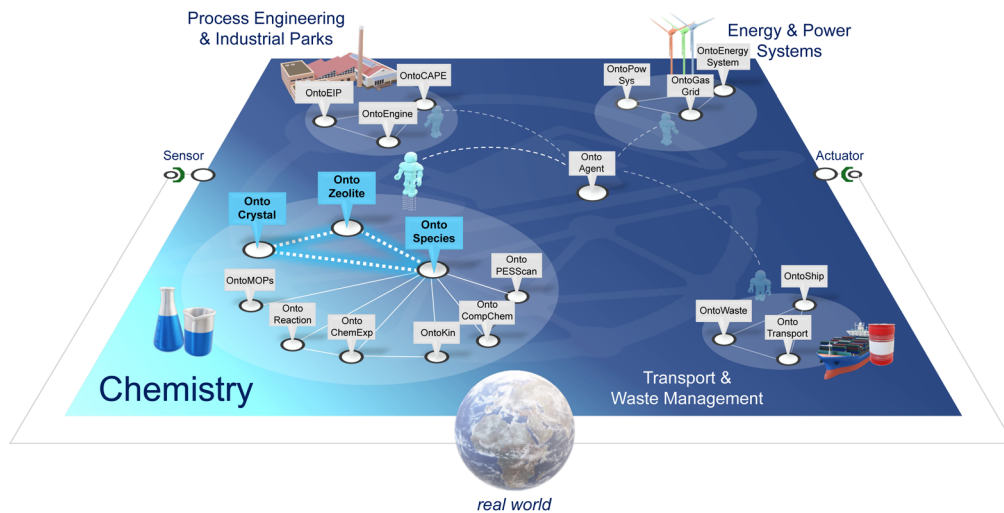 Process Engineering
& Industrial Parks
Energy & Power
Systems
OntoCAPE
OntoEIP
OntoEngine
OntoEnergy
System
OntoPow
Sys
OntoGas
Grid
Sensor
Actuator
Onto
Agent
Onto
Zeolite
Onto
Crystal
Onto
Species
Onto
PESScan
OntoMOPs
Onto
Reaction
Onto
ChemExp
OntoKin
Onto
CompChem
OntoShip
OntoWaste
Onto
Transport
Chemistry
Transport &
Waste Management
real world